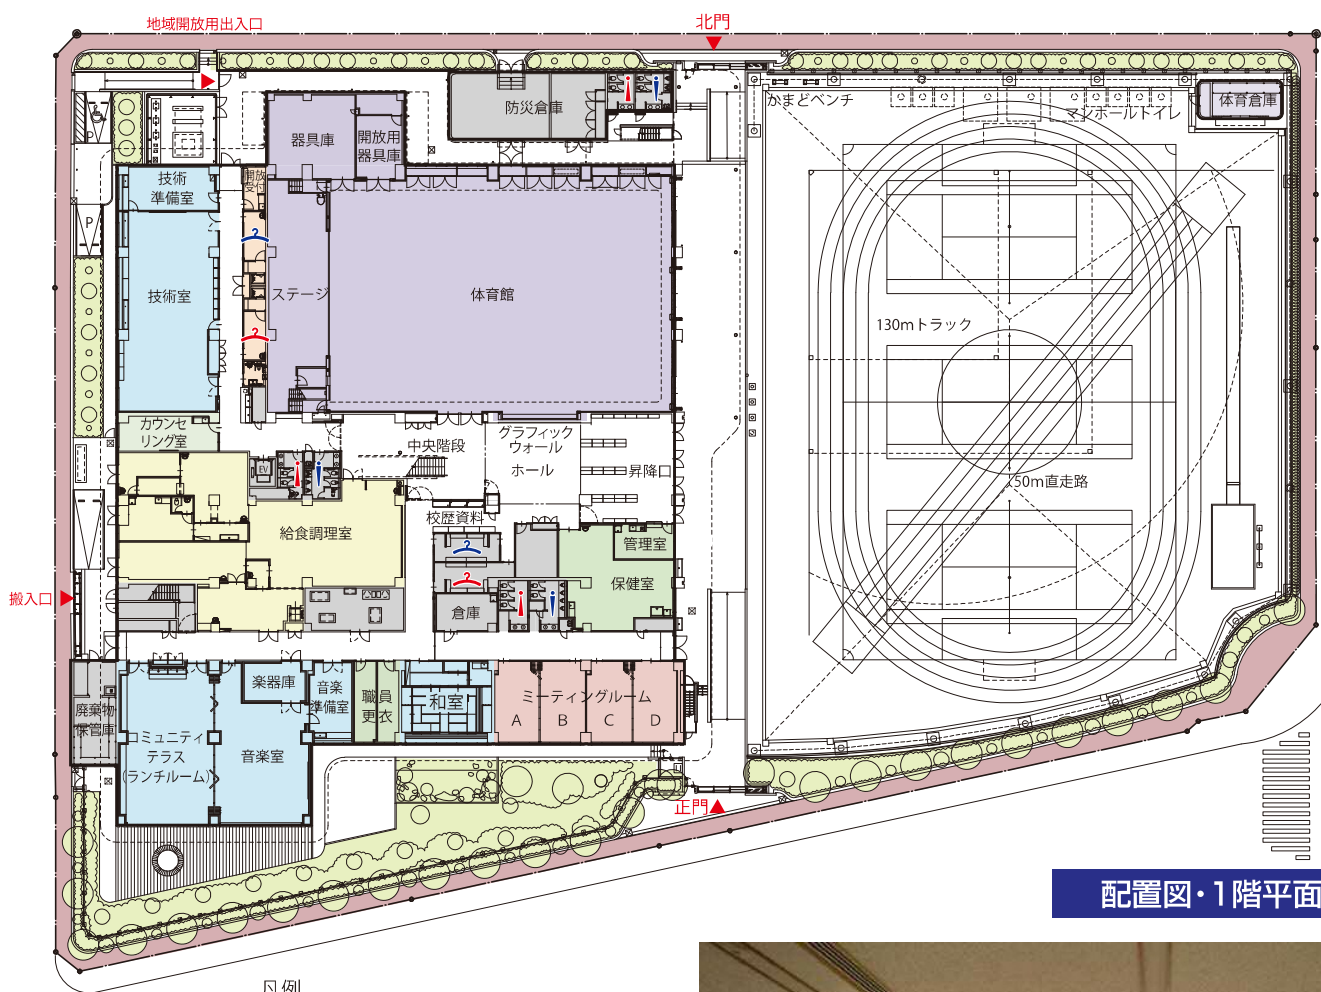 地域開放用出入口
北門
かまどベンチ
マンホールトイレ
体育倉庫
防災倉庫
器具庫
開放用
器具庫
P
技術
準備室
開放
受付
P
技術室
ステージ
体育館
130mトラック
カウンセ
リング室
中央階段
グラフィック
ウォール
ホール
昇降口
EV
50m直走路
校歴資料
給食調理室
管理室
保健室
搬入口
倉庫
廃棄物
保管庫
楽器庫
音楽
準備室
職員
更衣
和室
ミーティングルーム
A
B
C
D
コミュニティ
テラス
(ランチルーム)
音楽室
正門
配置図・1階平面
凡例